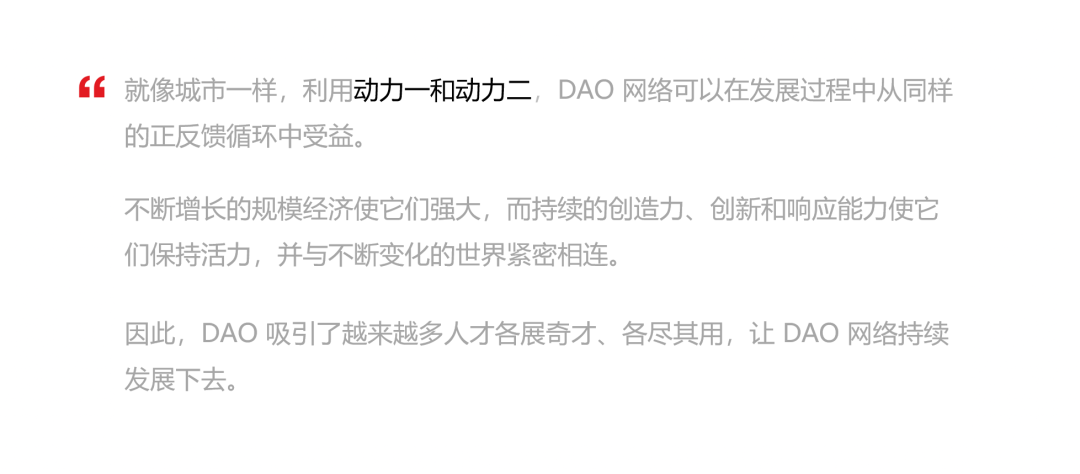 “
就像城市一样，利用动力一和动力二，DAO 网络可以在发展过程中从同样
的正反馈循环中受益。
不断增长的规模经济使它们强大，而持续的创造力、创新和响应能力使它
们保持活力，并与不断变化的世界紧密相连。
因此，DAO 吸引了越来越多人才各展奇才、各尽其用，让 DAO 网络持续
发展下去。